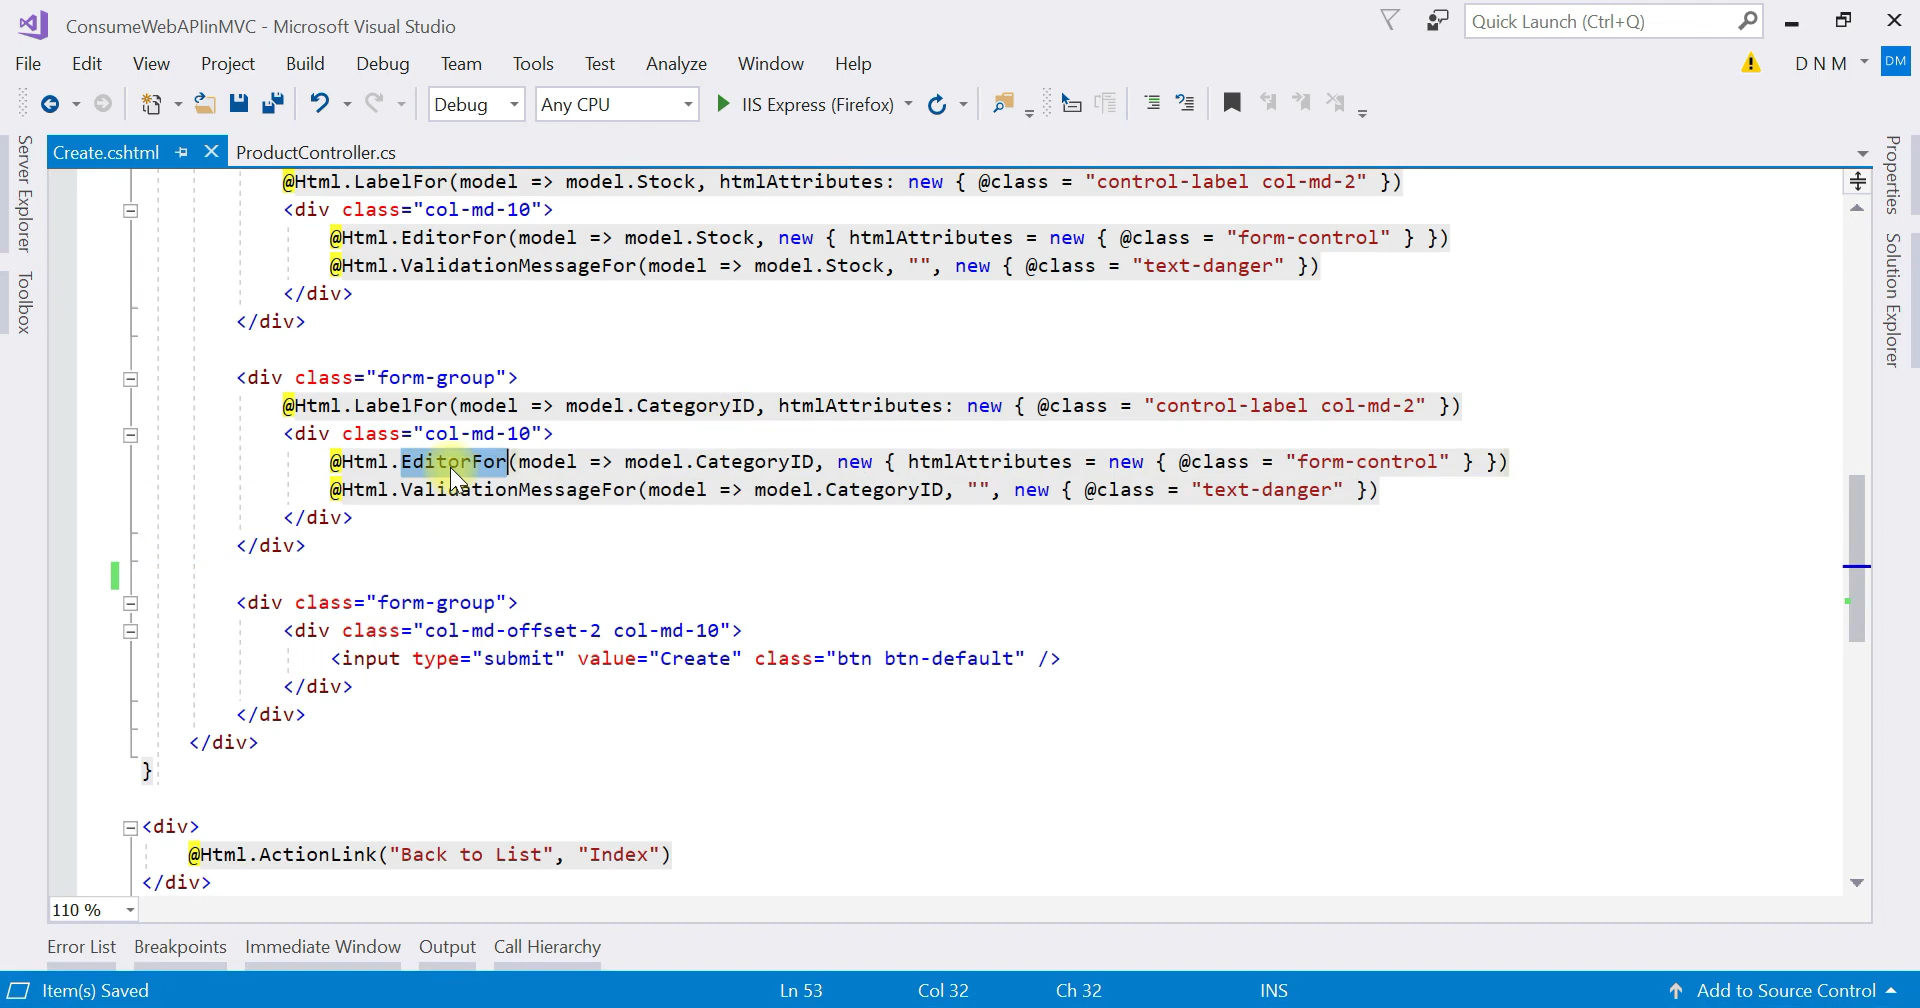 ConsumeWebAPIinMVC - Microsoft Visual Studio
Quick Launch (Ctrl+Q)
File Edit View Project Build Debug Team Tools Test Analyze Window Help
D N M DM
Debug Any CPU IIS Express (Firefox)
Server Explorer
Toolbox
Create.cshtml ProductController.cs
Properties
Solution Explorer
@Html.LabelFor(model => model.Stock, htmlAttributes: new { @class = "control-label col-md-2" })
<div class="col-md-10">
@Html.EditorFor(model => model.Stock, new { htmlAttributes = new { @class = "form-control" } })
@Html.ValidationMessageFor(model => model.Stock, "", new { @class = "text-danger" })
</div>
</div>
<div class="form-group">
@Html.LabelFor(model => model.CategoryID, htmlAttributes: new { @class = "control-label col-md-2" })
<div class="col-md-10">
@Html.EditorFor(model => model.CategoryID, new { htmlAttributes = new { @class = "form-control" } })
@Html.ValidationMessageFor(model => model.CategoryID, "", new { @class = "text-danger" })
</div>
</div>
<div class="form-group">
<div class="col-md-offset-2 col-md-10">
<input type="submit" value="Create" class="btn btn-default" />
</div>
</div>
</div>
}
<div>
@Html.ActionLink("Back to List", "Index")
</div>
110 %
Error List Breakpoints Immediate Window Output Call Hierarchy
Item(s) Saved Ln 53 Col 32 Ch 32 INS Add to Source Control